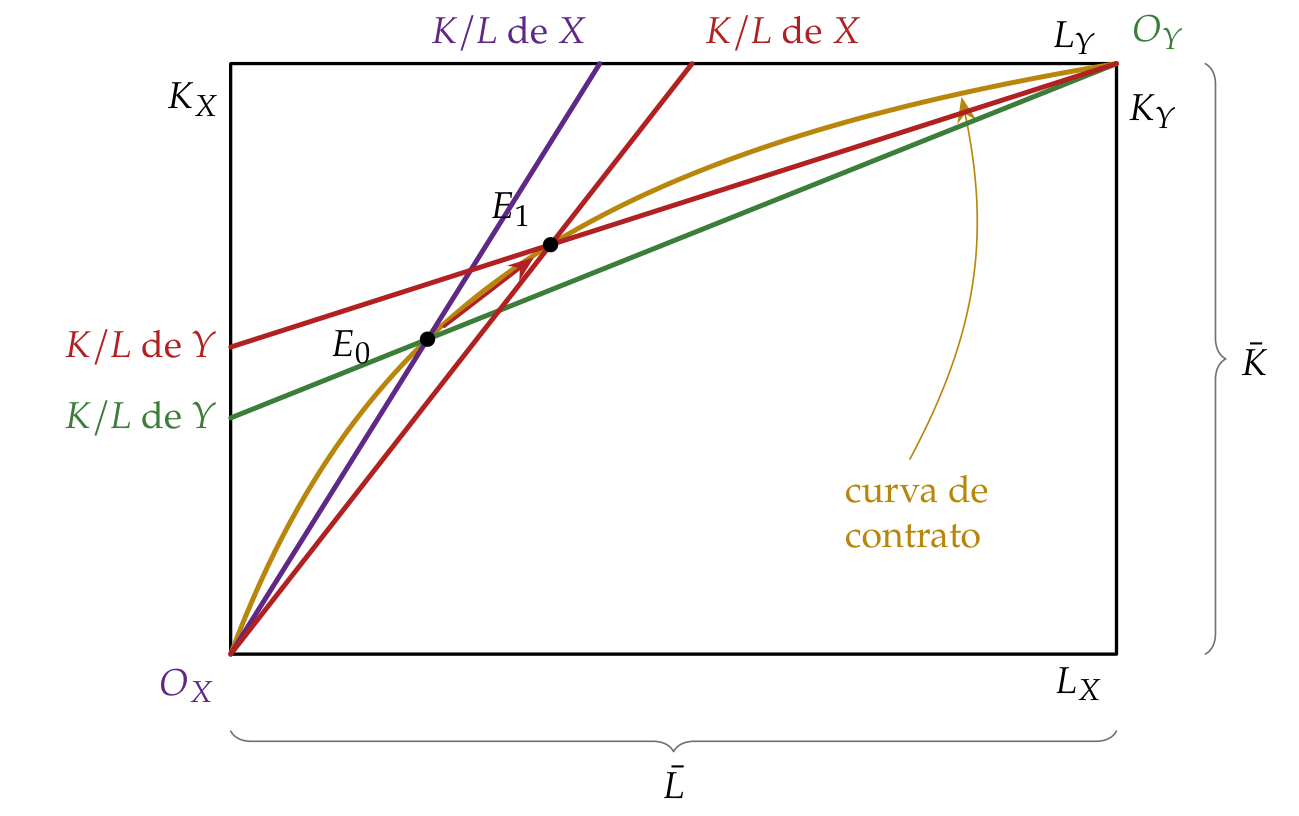 K/L de X
K/L de X
L_Y
O_Y
K_X
K_Y
E_1
E_0
K/L de Y
K̄
K/L de Y
curva de
contrato
O_X
L_X
L̄